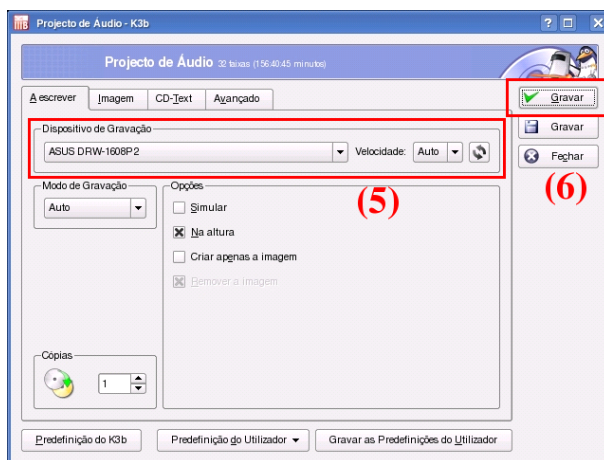 Projecto de Áudio - K3b
Projecto de Áudio 32 faixas (156:40:45 minutos)
A escrever Imagem CD-Text Avançado
Gravar
Gravar
Fechar
(6)
Dispositivo de Gravação
ASUS DRW-1608P2 Velocidade: Auto
(5)
Modo de Gravação
Auto
Opções
Simular
Na altura
Criar apenas a imagem
Remover a imagem
Cópias
1
Predefinição do K3b Predefinição do Utilizador Gravar as Predefinições do Utilizador